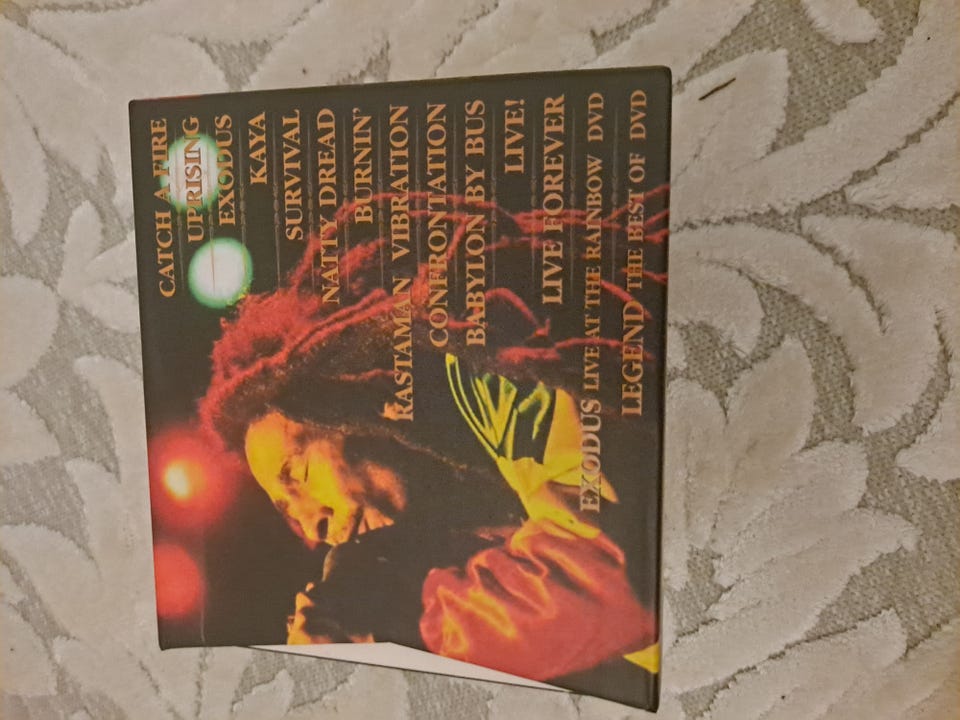 CATCH A FIRE
UPRISING
EXODUS
KAYA
SURVIVAL
NATTY DREAD
BURNIN'
RASTAMAN VIBRATION
CONFRONTATION
BABYLON BY BUS
LIVE!
LIVE FOREVER
EXODUS LIVE AT THE RAINBOW DVD
LEGEND THE BEST OF DVD